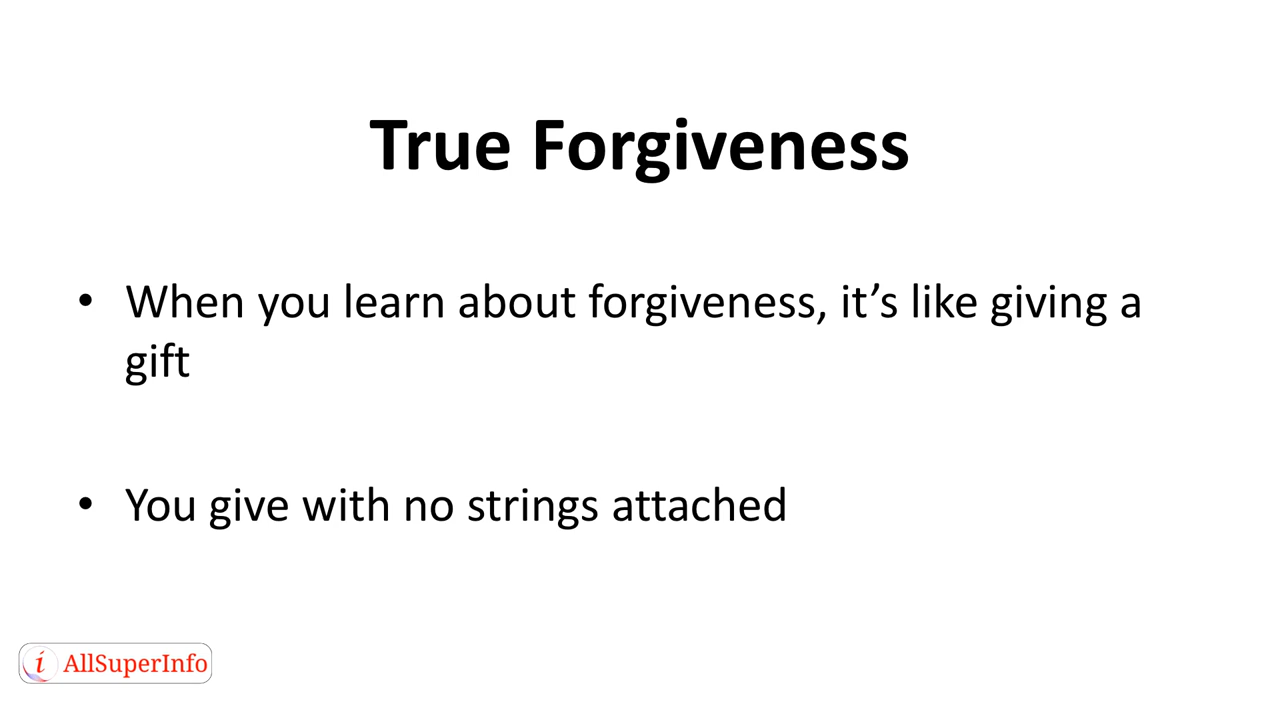 True Forgiveness
• When you learn about forgiveness, it’s like giving a
gift
• You give with no strings attached
i AllSuperInfo